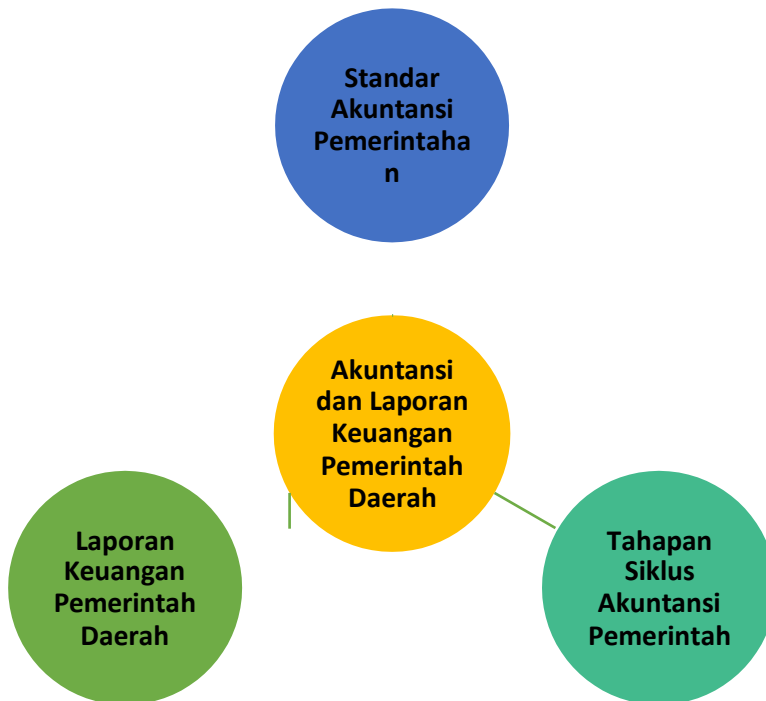 Standar
Akuntansi
Pemerintaha
n
Akuntansi
dan Laporan
Keuangan
Pemerintah
Daerah
Laporan
Keuangan
Pemerintah
Daerah
Tahapan
Siklus
Akuntansi
Pemerintah